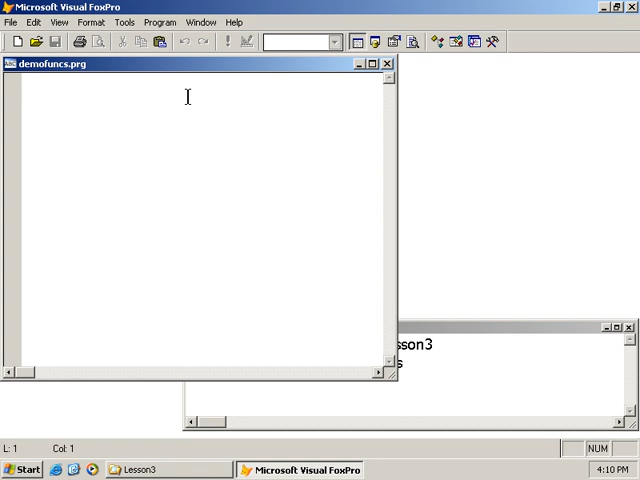 Microsoft Visual FoxPro
File Edit View Format Tools Program Window Help
demofuncs.prg
sson3
s
L: 1 Col: 1 NUM
Start Lesson3 Microsoft Visual FoxPro 4:10 PM